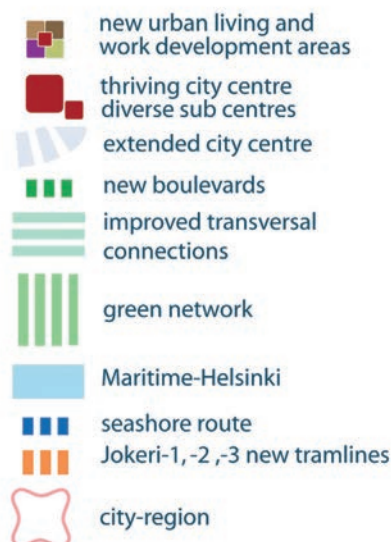 new urban living and
work development areas
thriving city centre
diverse sub centres
extended city centre
new boulevards
improved transversal
connections
green network
Maritime-Helsinki
seashore route
Jokeri-1, -2 ,-3 new tramlines
city-region